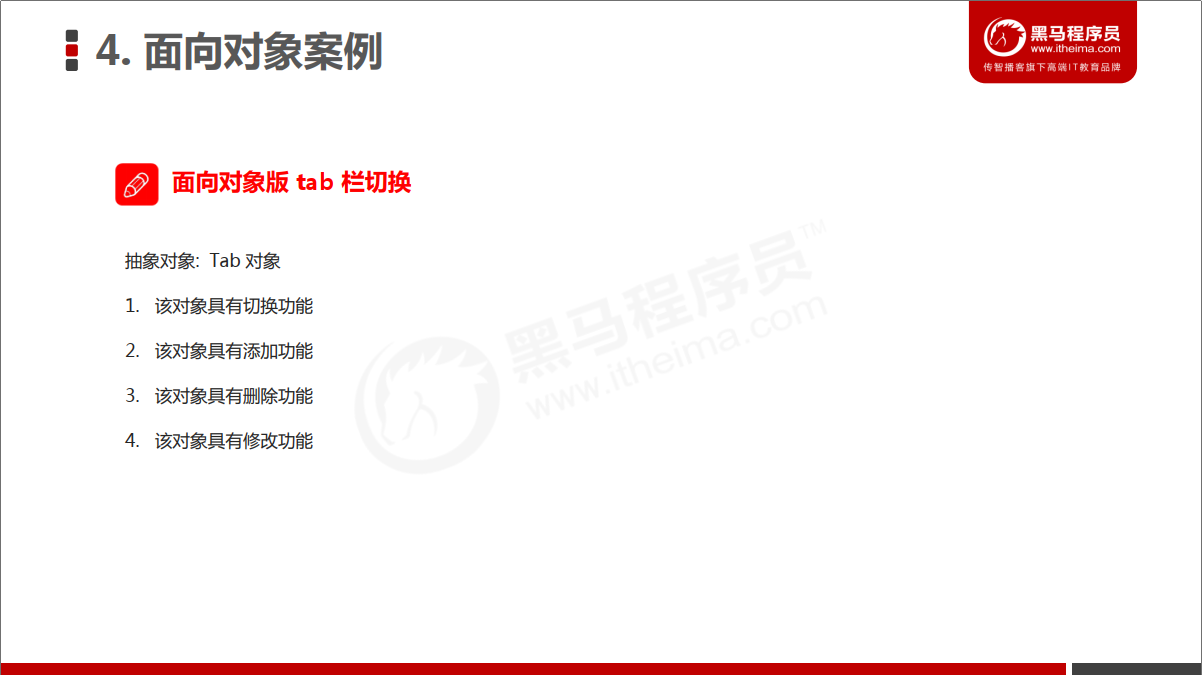 4. 面向对象案例
黑马程序员
www.itheima.com
传智播客旗下高端IT教育品牌
面向对象版 tab 栏切换
抽象对象: Tab 对象
1. 该对象具有切换功能
2. 该对象具有添加功能
3. 该对象具有删除功能
4. 该对象具有修改功能
黑马程序员™
www.itheima.com